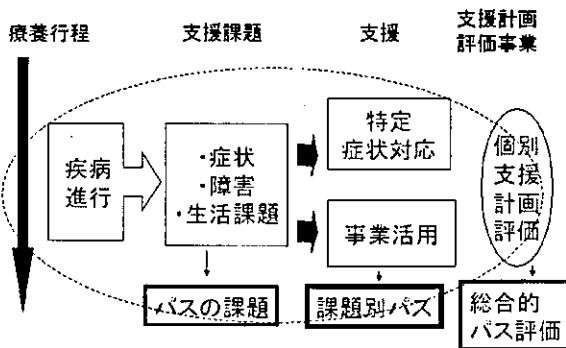 療養行程
支援課題
支援
支援計画
評価事業
疾病
進行
・症状
・障害
・生活課題
特定
症状対応
事業活用
個別
支援
計画
評価
パスの課題
課題別パス
総合的
パス評価